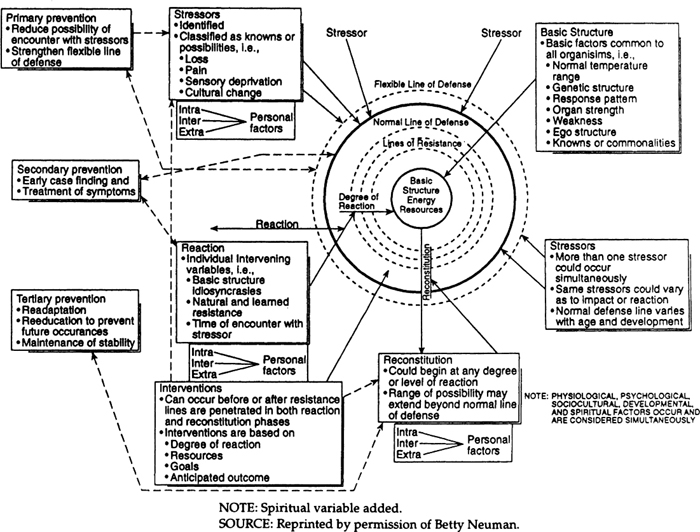 Primary prevention
• Reduce possibility of
encounter with stressors
• Strengthen flexible line
of defense
Stressors
• Identified
• Classified as knowns or
possibilities, i.e.,
• Loss
• Pain
• Sensory deprivation
• Cultural change
Intra
Inter
Extra
Personal
factors
Stressor
Stressor
Basic Structure
• Basic factors common to
all organisims, i.e.,
• Normal temperature
range
• Genetic structure
• Response pattern
• Organ strength
• Weakness
• Ego structure
• Knowns or commonalities
Flexible Line of Defense
Normal Line of Defense
Lines of Resistance
Basic
Structure
Energy
Resources
Degree of
Reaction
Reaction
Reconstitution
Secondary prevention
• Early case finding and
• Treatment of symptoms
Reaction
• Individual Intervening
variables, i.e.,
• Basic structure
Idiosyncrasies
• Natural and learned
resistance
• Time of encounter with
stressor
Intra
Inter
Extra
Personal
factors
Stressors
• More than one stressor
could occur
simultaneously
• Same stressors could vary
as to impact or reaction
• Normal defense line varies
with age and development
Tertiary prevention
• Readaptation
• Reeducation to prevent
future occurances
• Maintenance of stability
Interventions
• Can occur before or after resistance
lines are penetrated in both reaction
and reconstitution phases
• Interventions are based on
• Degree of reaction
• Resources
• Goals
• Anticipated outcome
Reconstitution
• Could begin at any degree
or level of reaction
• Range of possibility may
extend beyond normal line
of defense
Intra
Inter
Extra
Personal
factors
NOTE: PHYSIOLOGICAL, PSYCHOLOGICAL
SOCIOCULTURAL, DEVELOPMENTAL,
AND SPIRITUAL FACTORS OCCUR AND
ARE CONSIDERED SIMULTANEOUSLY
NOTE: Spiritual variable added.
SOURCE: Reprinted by permission of Betty Neuman.